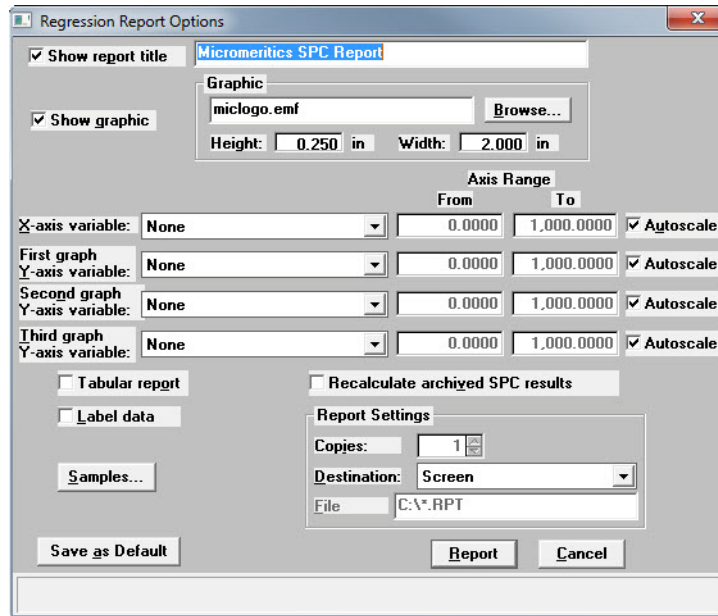 Regression Report Options
Show report title Micromeritics SPC Report
Graphic
Show graphic miclogo.emf Browse...
Height: 0.250 in Width: 2.000 in
Axis Range
From To
X-axis variable: None 0.0000 1,000.0000 Autoscale
First graph
Y-axis variable: None 0.0000 1,000.0000 Autoscale
Second graph
Y-axis variable: None 0.0000 1,000.0000 Autoscale
Third graph
Y-axis variable: None 0.0000 1,000.0000 Autoscale
Tabular report Recalculate archived SPC results
Label data Report Settings
Copies: 1
Samples... Destination: Screen
File C:\*.RPT
Save as Default Report Cancel